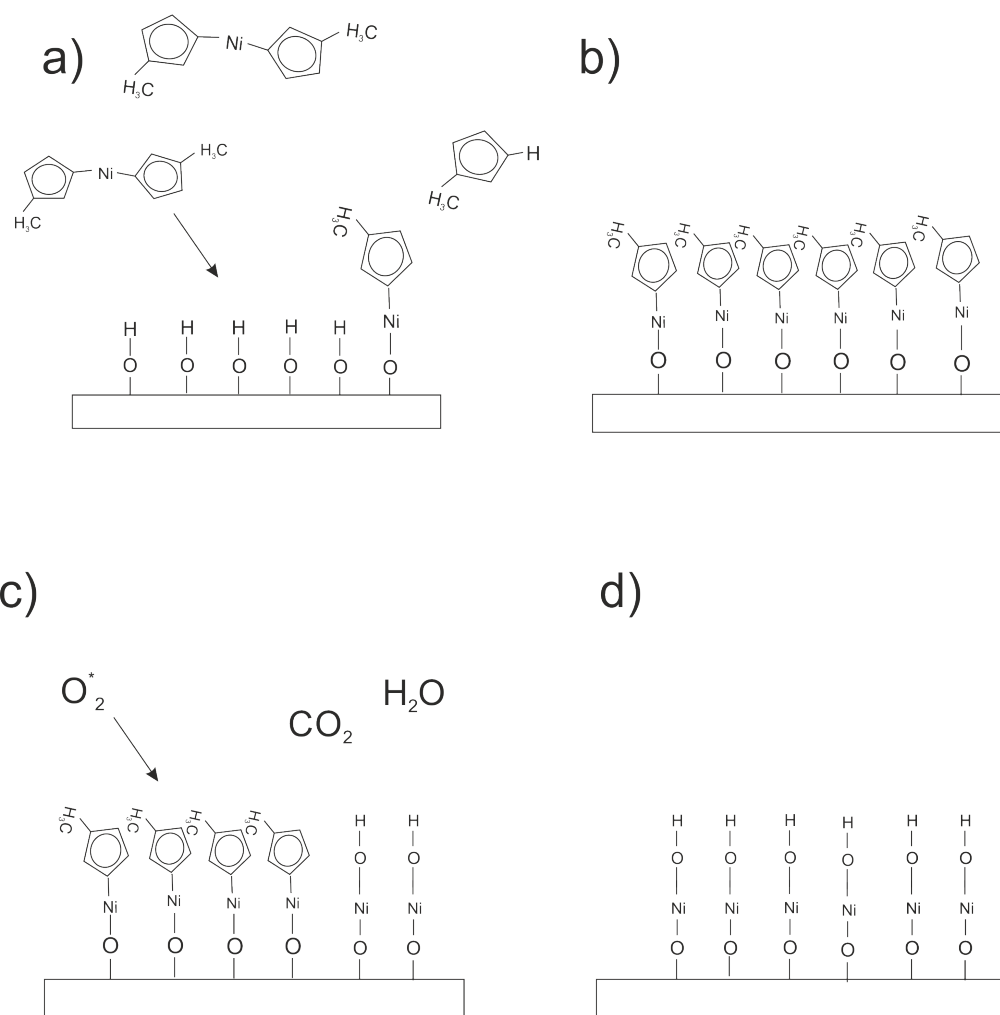 a)
Ni
H₃C
H₃C
Ni
H₃C
H₃C
H
H₃C
H₃C
Ni
O
H H H H H
O O O O O
b)
H₃C H₃C H₃C H₃C H₃C H₃C
Ni Ni Ni Ni Ni Ni
O O O O O O
c)
O*₂
CO₂
H₂O
H₃C H₃C H₃C H₃C
H H
O O
Ni Ni Ni Ni Ni Ni
O O O O O O
d)
H H H H H H
O O O O O O
Ni Ni Ni Ni Ni Ni
O O O O O O